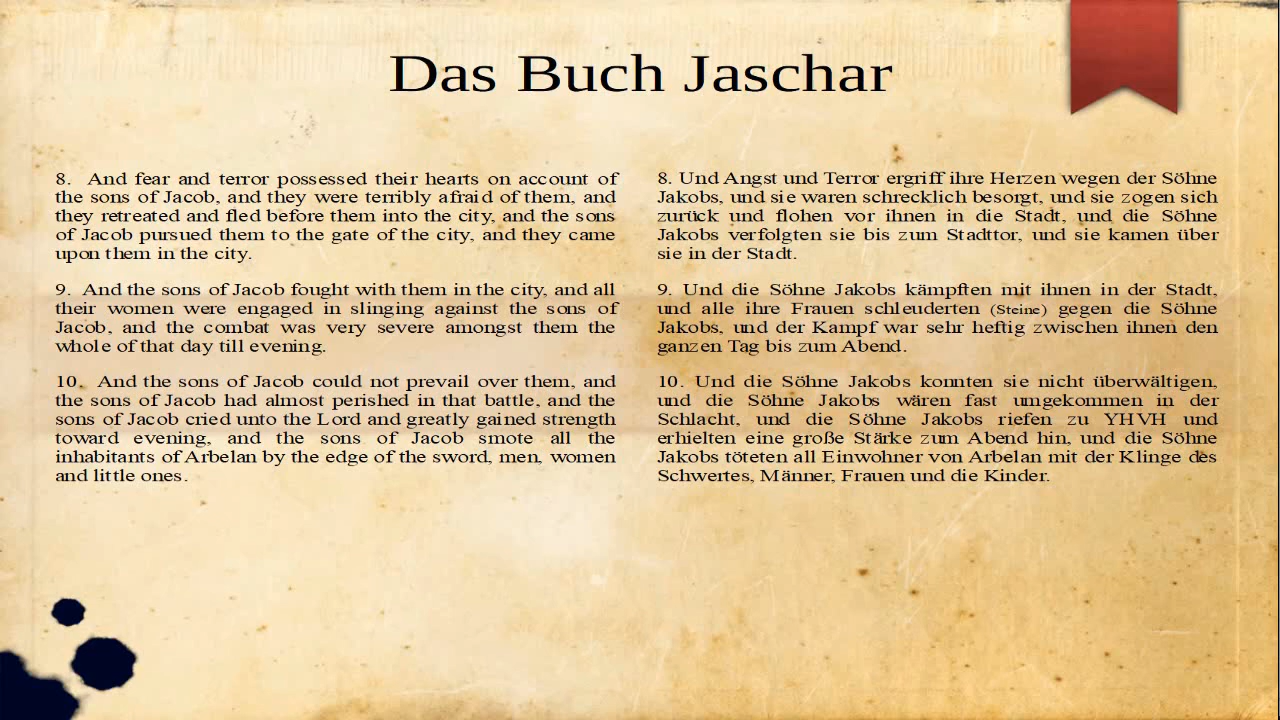 Das Buch Jaschar
8. And fear and terror possessed their hearts on account of
the sons of Jacob, and they were terribly afraid of them, and
they retreated and fled before them into the city, and the sons
of Jacob pursued them to the gate of the city, and they came
upon them in the city.
9. And the sons of Jacob fought with them in the city, and all
their women were engaged in slinging against the sons of
Jacob, and the combat was very severe amongst them the
whole of that day till evening.
10. And the sons of Jacob could not prevail over them, and
the sons of Jacob had almost perished in that battle, and the
sons of Jacob cried unto the Lord and greatly gained strength
toward evening, and the sons of Jacob smote all the
inhabitants of Arbelan by the edge of the sword, men, women
and little ones.
8. Und Angst und Terror ergriff ihre Herzen wegen der Söhne
Jakobs, und sie waren schrecklich besorgt, und sie zogen sich
zurück und flohen vor ihnen in die Stadt, und die Söhne
Jakobs verfolgten sie bis zum Stadttor, und sie kamen über
sie in der Stadt.
9. Und die Söhne Jakobs kämpften mit ihnen in der Stadt,
und alle ihre Frauen schleuderten (Steine) gegen die Söhne
Jakobs, und der Kampf war sehr heftig zwischen ihnen den
ganzen Tag bis zum Abend.
10. Und die Söhne Jakobs konnten sie nicht überwältigen,
und die Söhne Jakobs wären fast umgekommen in der
Schlacht, und die Söhne Jakobs riefen zu YHVH und
erhielten eine große Stärke zum Abend hin, und die Söhne
Jakobs töteten all Einwohner von Arbelan mit der Klinge des
Schwertes, Männer, Frauen und die Kinder.